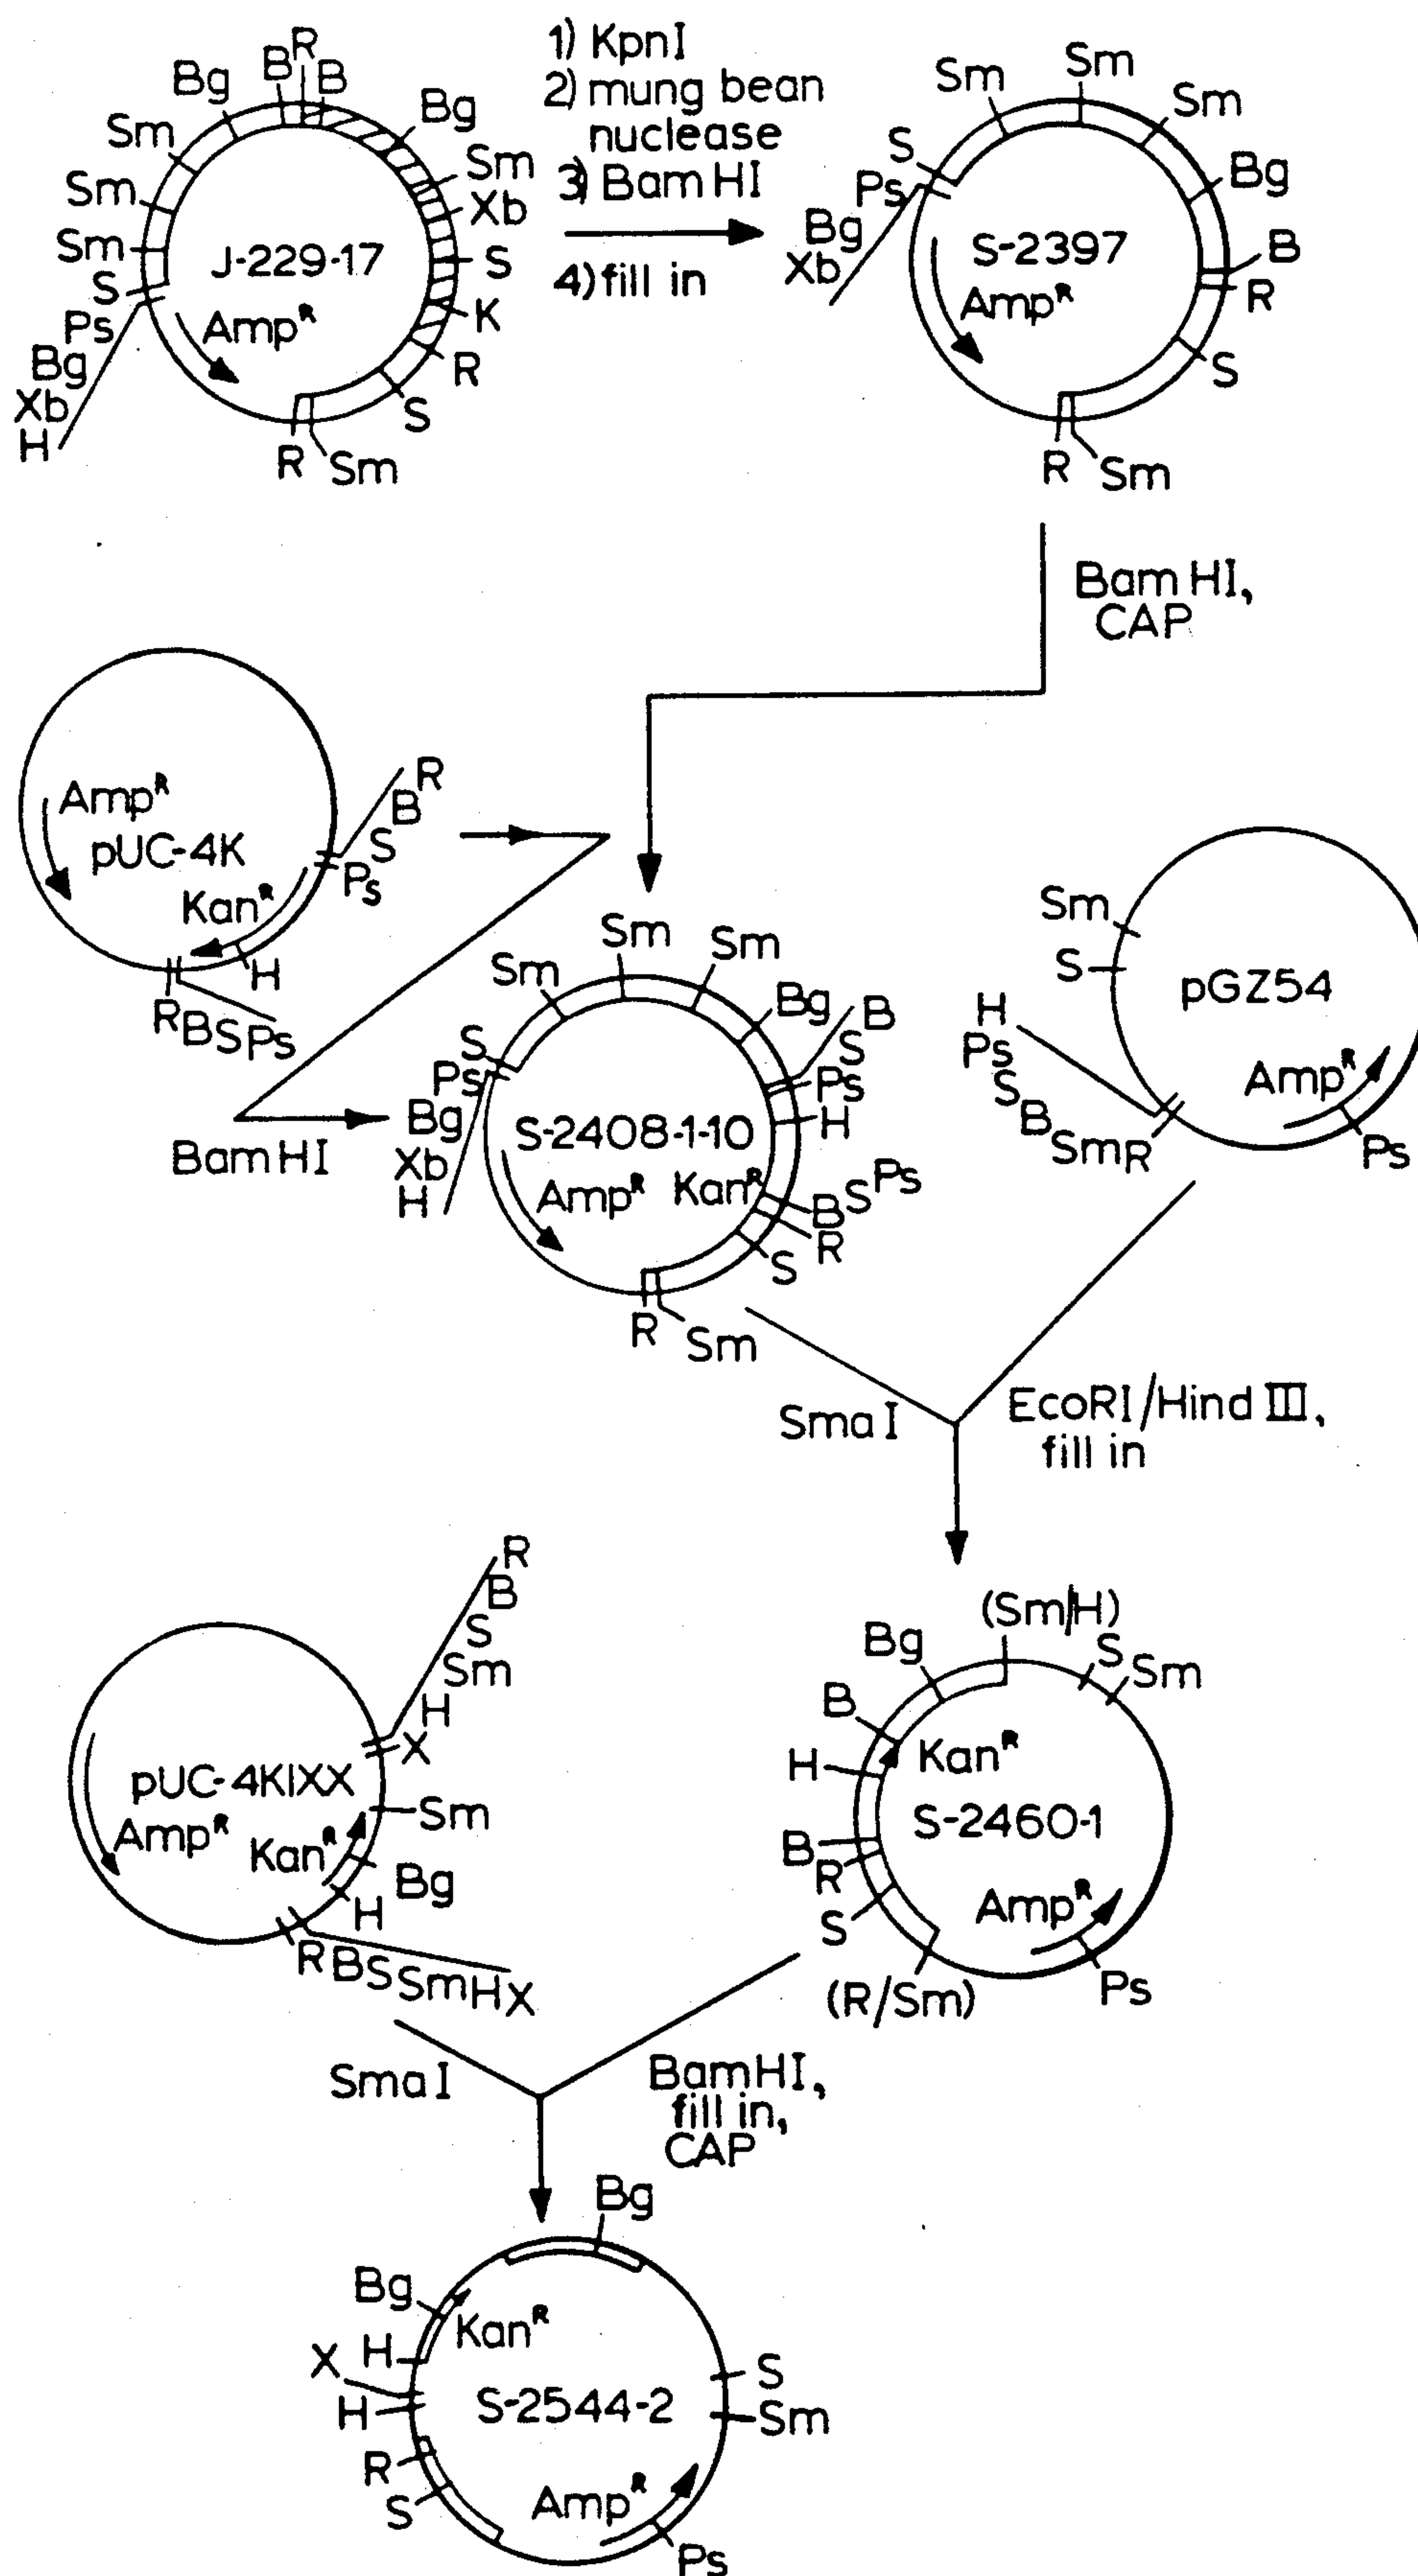 B
R
B
Bg
Bg
Sm
Sm
Xb
Sm
Sm
S
S
K
Ps
Bg
Xb
H
R
S
R
Sm
J-229-17
Amp^R
1) KpnI
2) mung bean
nuclease
3) Bam HI
4) fill in
Sm
Sm
Sm
S
Ps
Bg
Xb
Bg
B
R
S
R
Sm
S-2397
Amp^R
Bam HI,
CAP
Amp^R
pUC-4K
Kan^R
R
B
S
Ps
H
R B S Ps
Bam HI
Sm
Sm
Sm
Bg
B
S
Ps
H
S
Ps
Bg
Xb
H
S-2408-1-10
Amp^R Kan^R
B S Ps
R
S
R
Sm
Sm
S
pGZ54
H
Ps
S
B
Sm
R
Amp^R
Ps
Sma I
EcoRI/Hind III,
fill in
R
B
S
Sm
H
X
pUC-4KIXX
Amp^R
Kan^R
Sm
Bg
H
R B S Sm H X
(Sm/H)
S
Sm
Bg
B
H
Kan^R
S-2460-1
B
R
S
Amp^R
(R/Sm)
Ps
Sma I
BamHI,
fill in,
CAP
Bg
Bg
Kan^R
H
X
H
S-2544-2
S
Sm
R
S
Amp^R
Ps